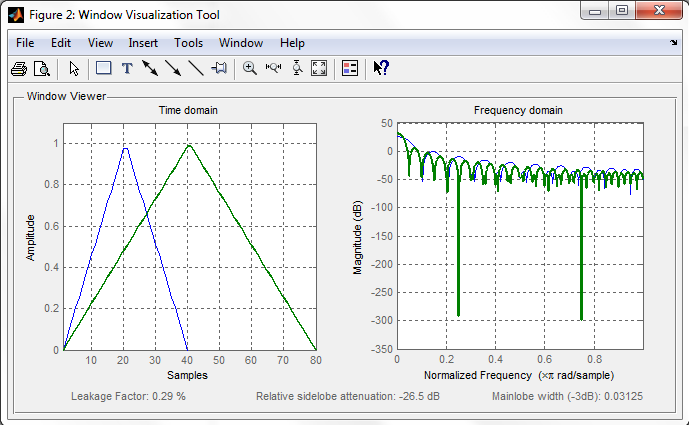 Figure 2: Window Visualization Tool
File Edit View Insert Tools Window Help
Window Viewer
Time domain
1
0.8
0.6
0.4
0.2
0
10 20 30 40 50 60 70 80
Amplitude
Samples
Frequency domain
50
0
-50
-100
-150
-200
-250
-300
-350
0 0.2 0.4 0.6 0.8
Magnitude (dB)
Normalized Frequency (×π rad/sample)
Leakage Factor: 0.29 % Relative sidelobe attenuation: -26.5 dB Mainlobe width (-3dB): 0.03125